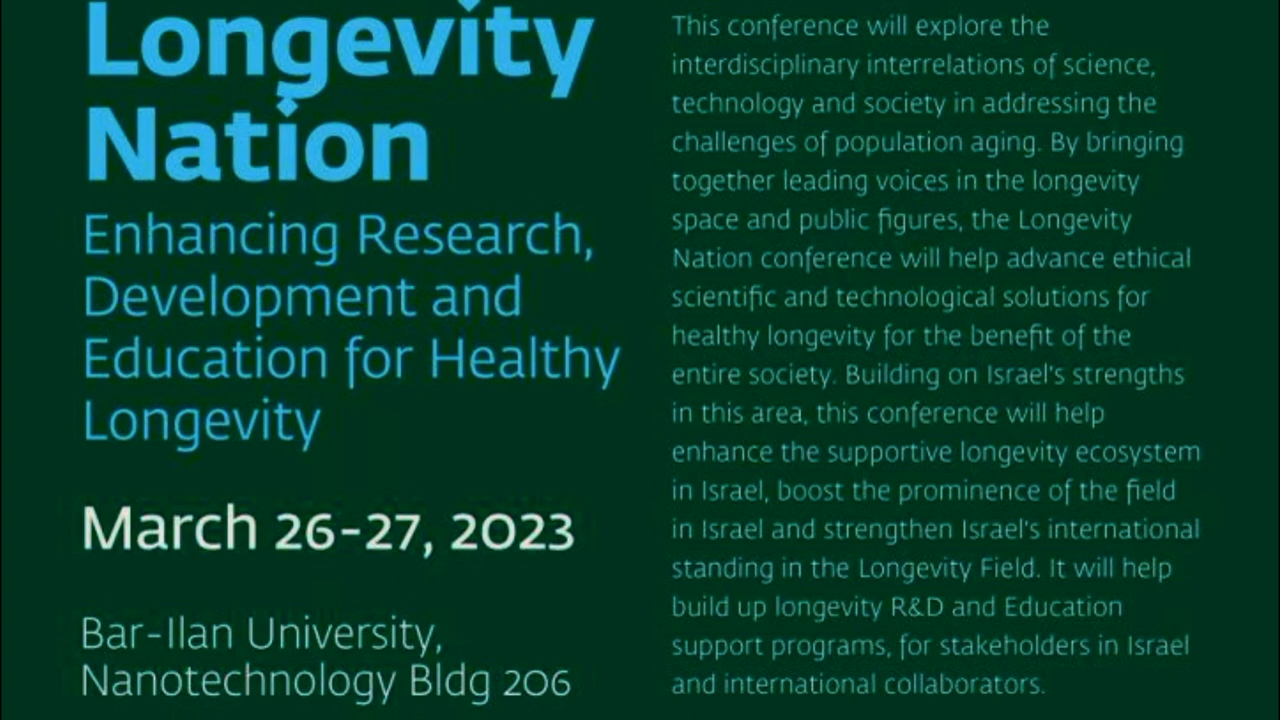 Longevity
Nation
Enhancing Research,
Development and
Education for Healthy
Longevity
March 26-27, 2023
Bar-Ilan University,
Nanotechnology Bldg 206
This conference will explore the
interdisciplinary interrelations of science,
technology and society in addressing the
challenges of population aging. By bringing
together leading voices in the longevity
space and public figures, the Longevity
Nation conference will help advance ethical
scientific and technological solutions for
healthy longevity for the benefit of the
entire society. Building on Israel's strengths
in this area, this conference will help
enhance the supportive longevity ecosystem
in Israel, boost the prominence of the field
in Israel and strengthen Israel's international
standing in the Longevity Field. It will help
build up longevity R&D and Education
support programs, for stakeholders in Israel
and international collaborators.